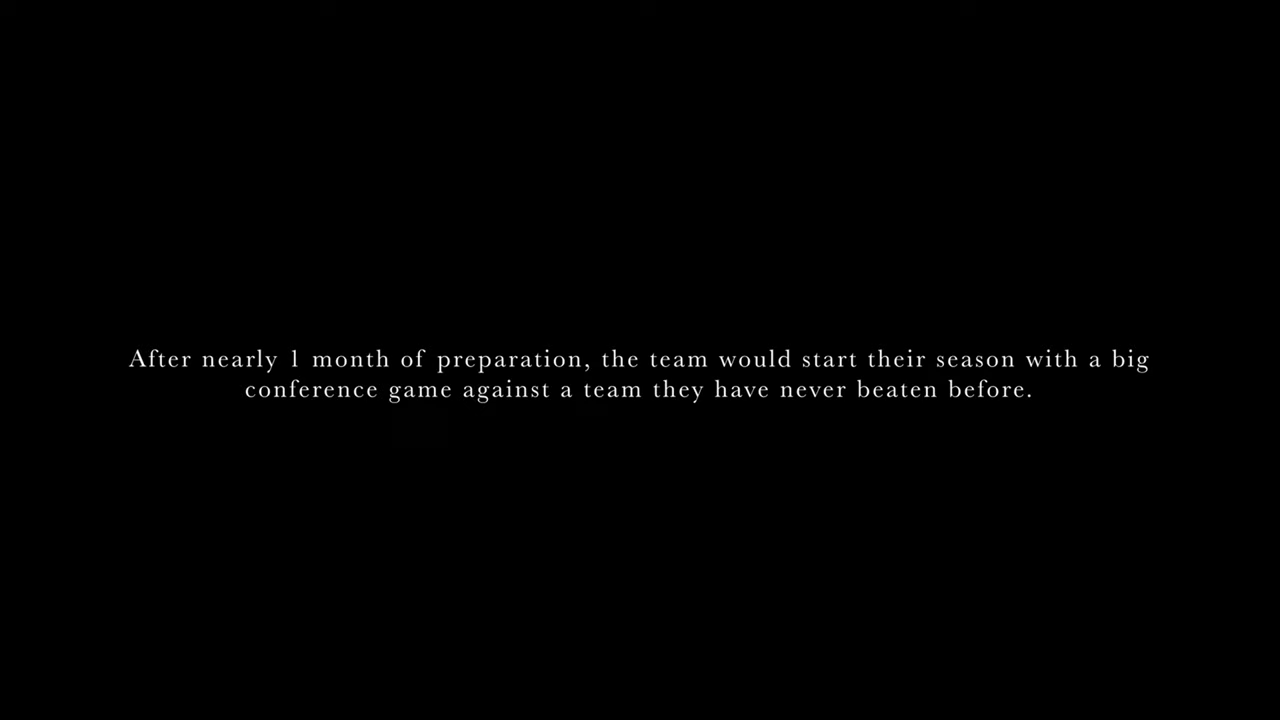 After nearly 1 month of preparation, the team would start their season with a big
conference game against a team they have never beaten before.